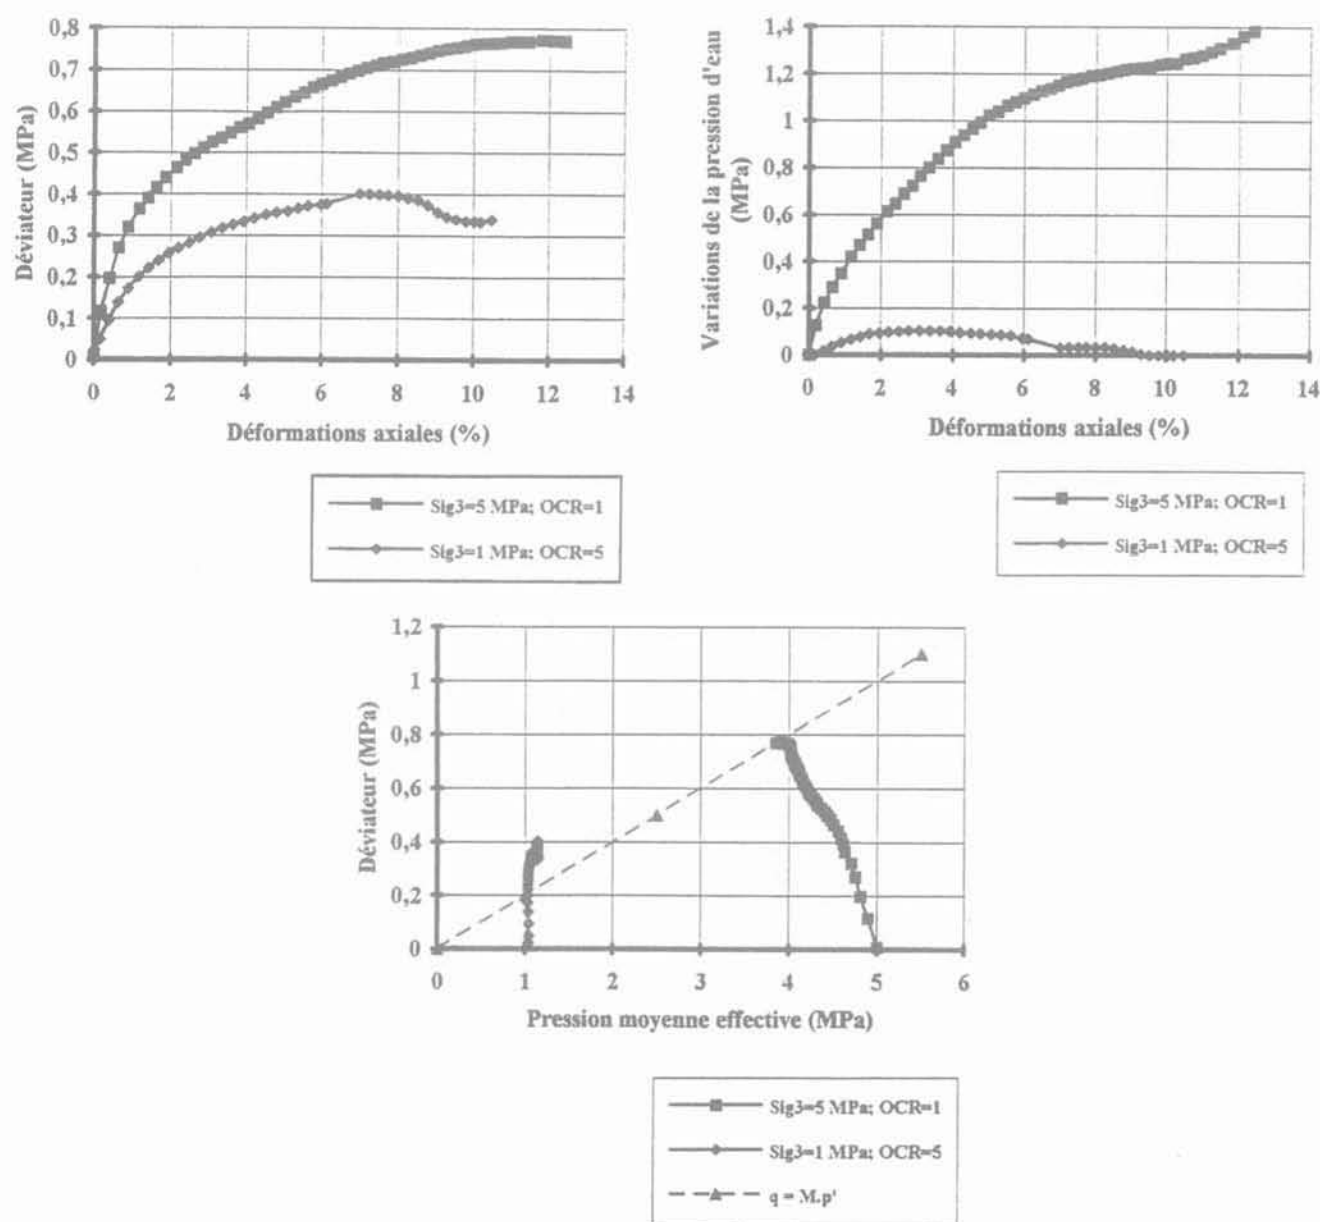 0,8
0,7
0,6
0,5
0,4
0,3
0,2
0,1
0
Déviateur (MPa)
0 2 4 6 8 10 12 14
Déformations axiales (%)
Sig3=5 MPa; OCR=1
Sig3=1 MPa; OCR=5
1,4
1,2
1
0,8
0,6
0,4
0,2
0
Variations de la pression d'eau
(MPa)
0 2 4 6 8 10 12 14
Déformations axiales (%)
Sig3=5 MPa; OCR=1
Sig3=1 MPa; OCR=5
1,2
1
0,8
0,6
0,4
0,2
0
Déviateur (MPa)
0 1 2 3 4 5 6
Pression moyenne effective (MPa)
Sig3=5 MPa; OCR=1
Sig3=1 MPa; OCR=5
q = M.p'